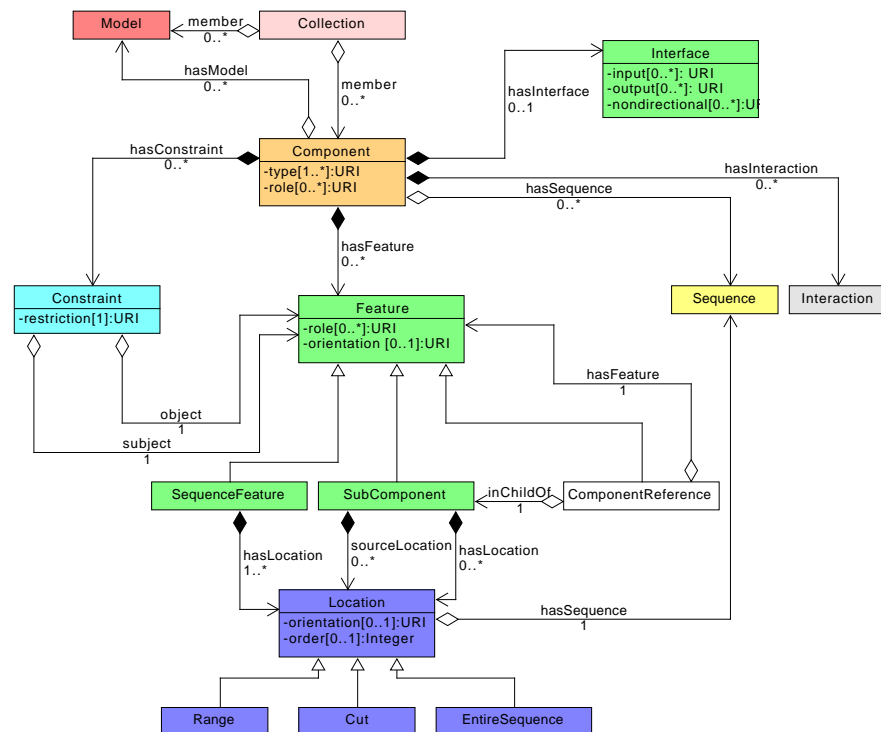 Model
member
0..*
Collection
hasModel
0..*
member
0..*
hasInterface
0..1
Interface
-input[0..*]: URI
-output[0..*]: URI
-nondirectional[0..*]:U
hasConstraint
0..*
Component
-type[1..*]:URI
-role[0..*]:URI
hasInteraction
0..*
hasSequence
0..*
hasFeature
0..*
Constraint
-restriction[1]:URI
Feature
-role[0..*]:URI
-orientation [0..1]:URI
Sequence
Interaction
hasFeature
1
object
1
subject
1
SequenceFeature
SubComponent
inChildOf
1
ComponentReference
hasLocation
1..*
sourceLocation
0..*
hasLocation
0..*
Location
-orientation[0..1]:URI
-order[0..1]:Integer
hasSequence
1
Range
Cut
EntireSequence